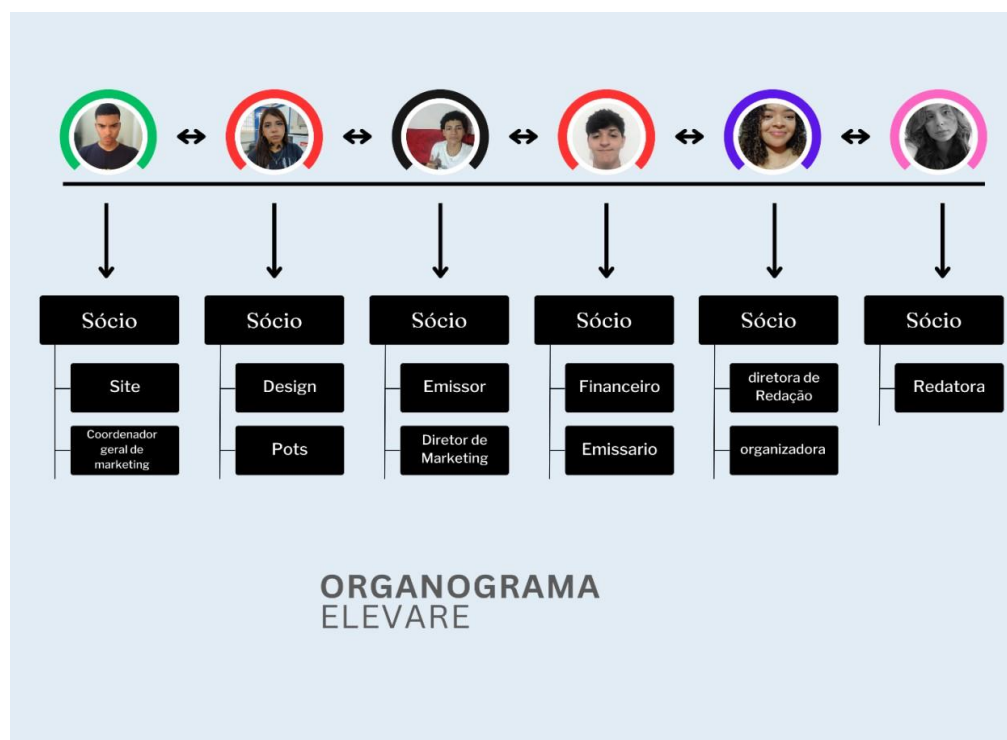 Sócio
Sócio
Sócio
Sócio
Sócio
Sócio
Site
Design
Emissor
Financeiro
diretora de
Redação
Redatora
Coordenador
geral de
marketing
Pots
Diretor de
Marketing
Emissario
organizadora
ORGANOGRAMA
ELEVARE